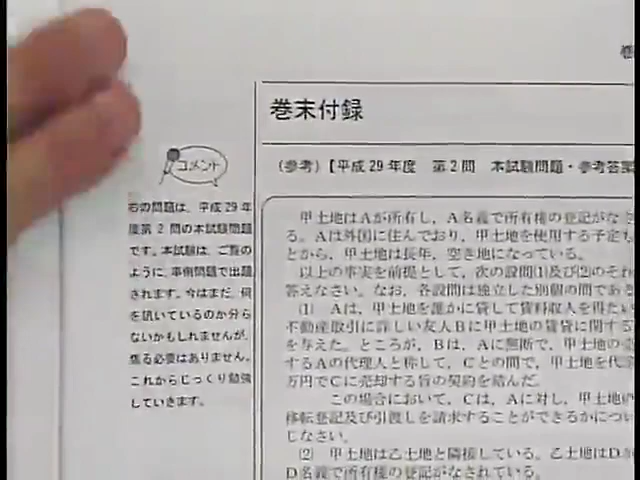 巻末付録
コメント
(参考)【平成29年度 第2問 本試験問題・参考答案
右の問題は、平成29年
度第2問の本試験問題
です。本試験は、ご覧の
ように、事例問題で出題
されます。今はまだ、何
を訊いているのか分ら
ないかもしれませんが、
焦る必要はありません。
これからじっくり勉強
していきます。
甲土地はAが所有し、A名義で所有権の登記がな
る。Aは外国に住んでおり、甲土地を使用する予定も
とから、甲土地は長年、空き地になっている。
以上の事実を前提として、次の設問(1)及び(2)のそれ
答えなさい。なお、各設問は独立した別個の問であ
(1) Aは、甲土地を誰かに貸して賃料収入を得たい
不動産取引に詳しい友人Bに甲土地の賃貸に関する
を与えた。ところが、Bは、Aに無断で、甲土地の
するAの代理人と称して、Cとの間で、甲土地を代
万円でCに売却する旨の契約を結んだ。
この場合において、Cは、Aに対し、甲土地
移転登記及び引渡しを請求することができるかについ
じなさい。
(2) 甲土地は乙土地と隣接している。乙土地はD
D名義で所有権の登記がなされている。